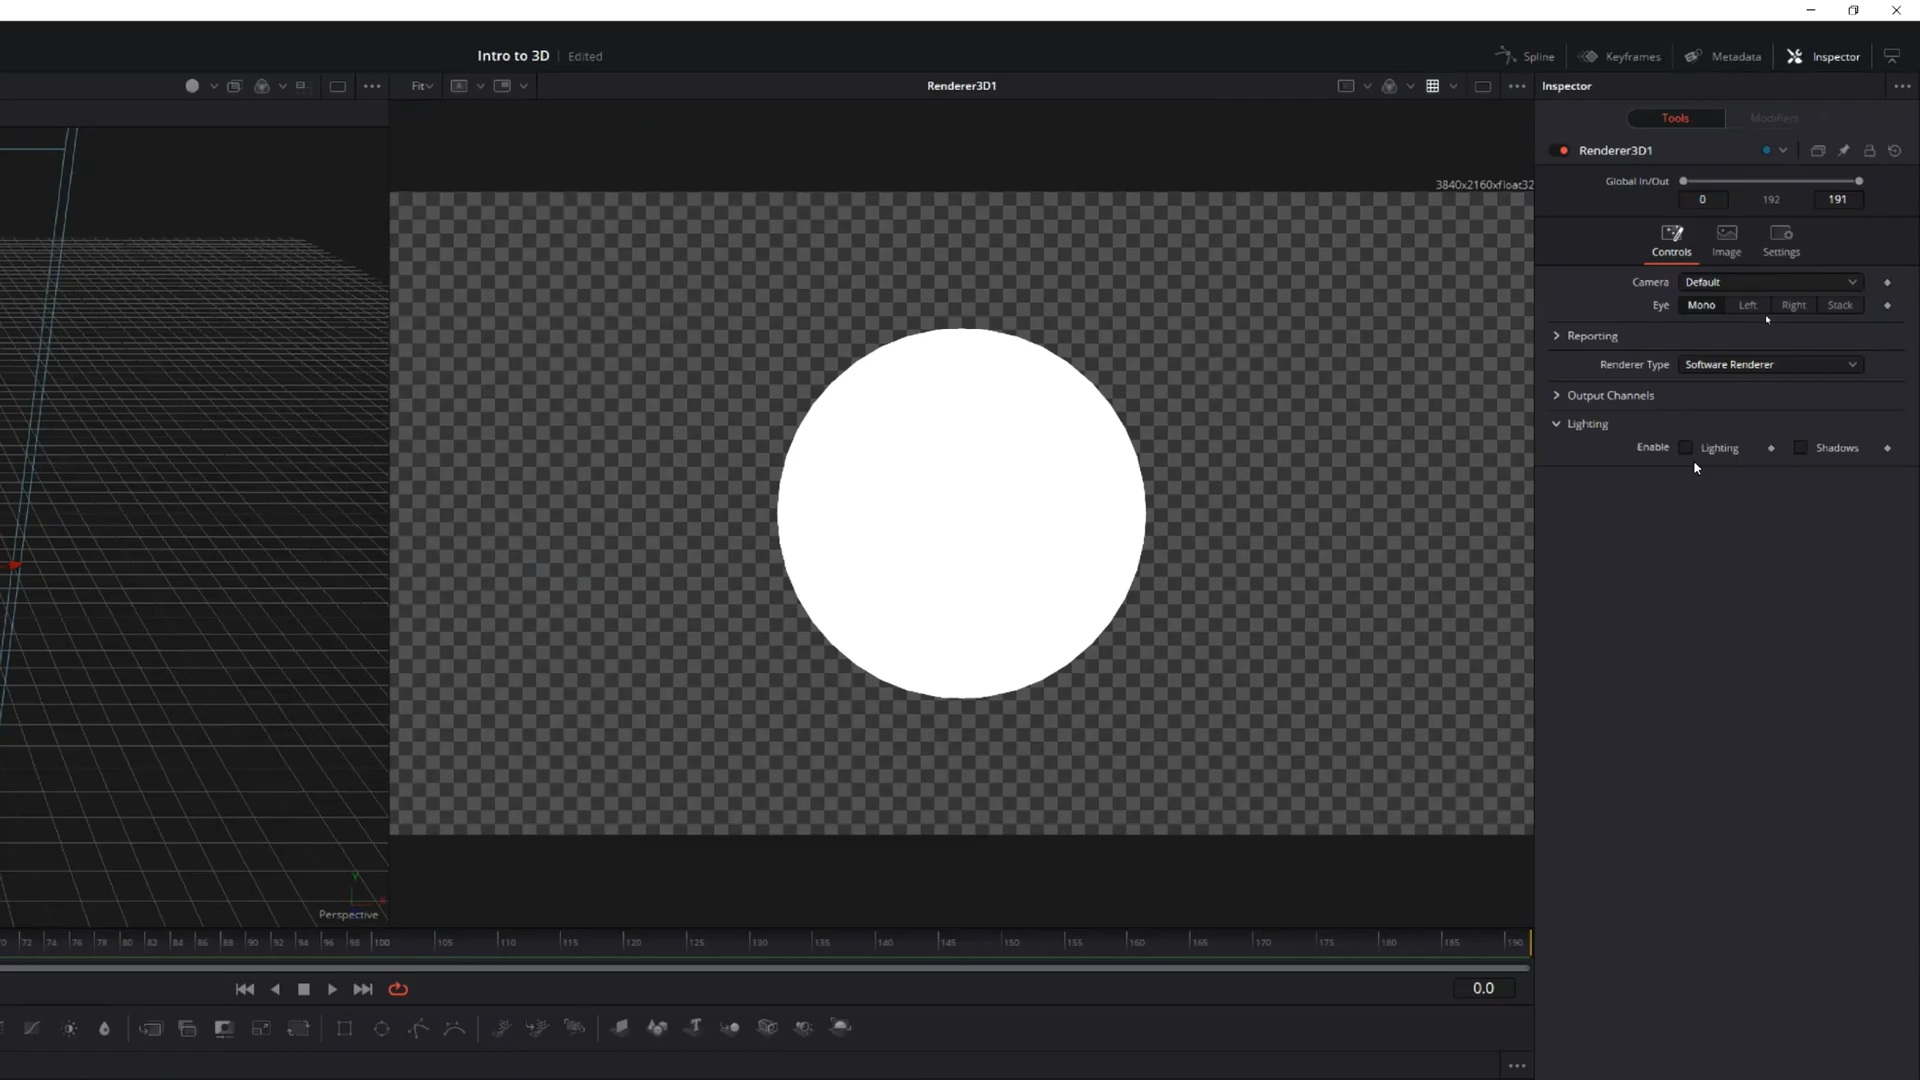 Intro to 3D Edited
Spline Keyframes Metadata Inspector
Fit Renderer3D1
Inspector
Tools Modifiers
Renderer3D1
3840x2160xfloat32
Global In/Out
0 192 191
Controls Image Settings
Camera Default
Eye Mono Left Right Stack
Reporting
Renderer Type Software Renderer
Output Channels
Lighting
Enable Lighting Shadows
Y
X
Perspective
72 74 76 78 80 82 84 86 88 90 92 94 96 98 100 105 110 115 120 125 130 135 140 145 150 155 160 165 170 175 180 185 190
0.0